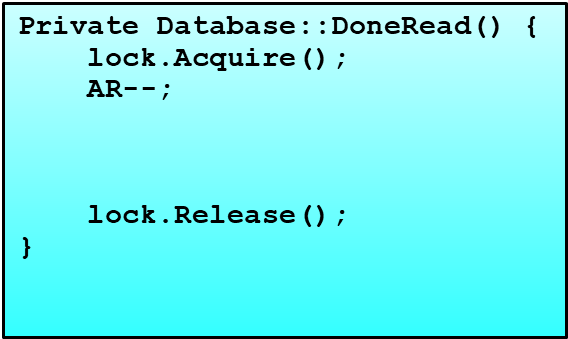 Private Database::DoneRead() {
lock.Acquire();
AR--;
lock.Release();
}